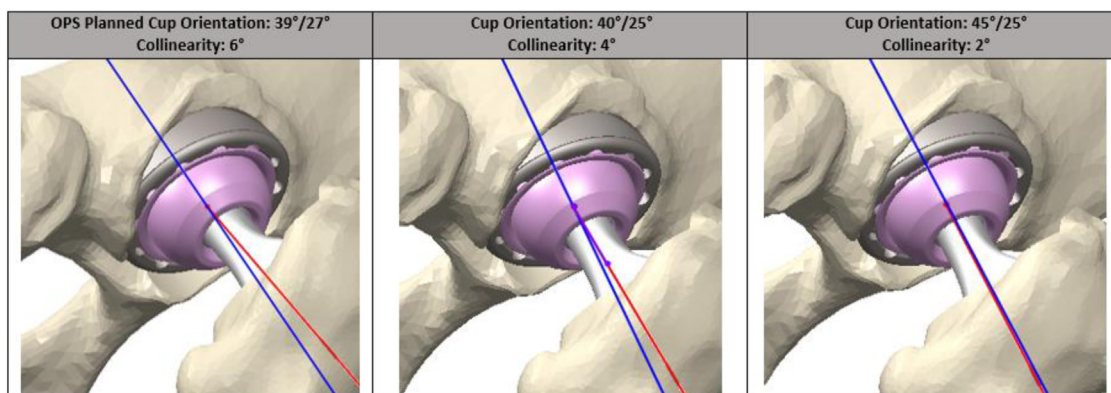 OPS Planned Cup Orientation: 39°/27°
Collinearity: 6°
Cup Orientation: 40°/25°
Collinearity: 4°
Cup Orientation: 45°/25°
Collinearity: 2°